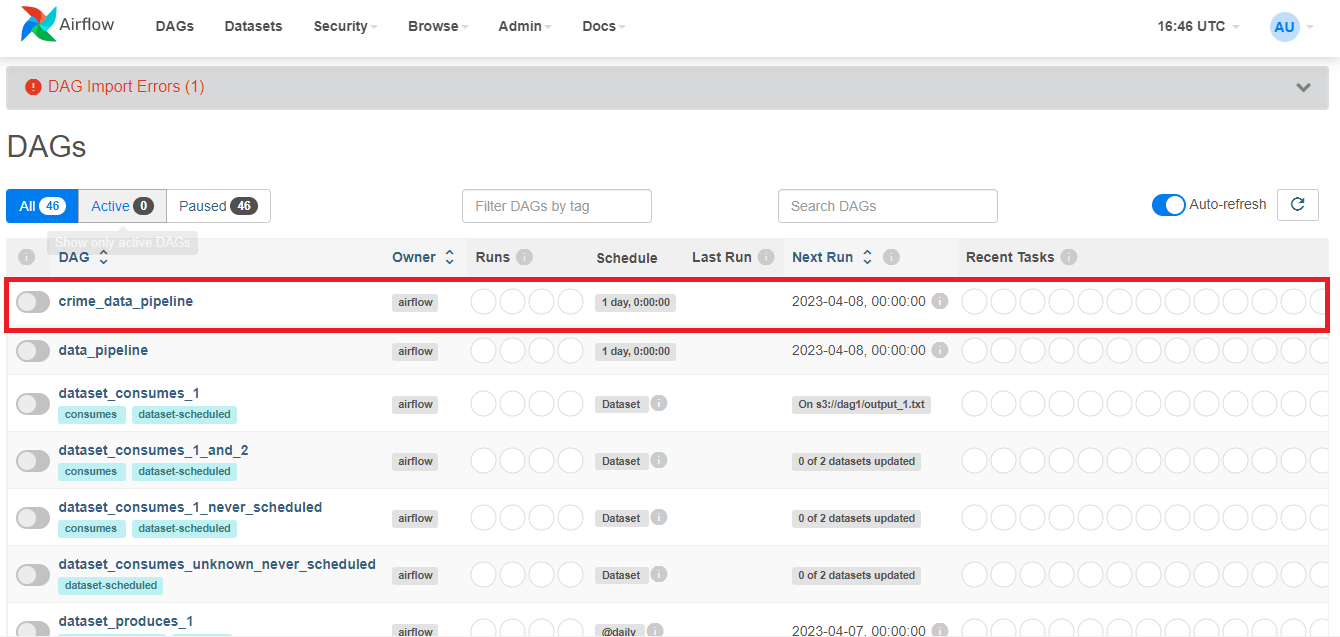 Airflow DAGs Datasets Security Browse Admin Docs 16:46 UTC AU
DAG Import Errors (1)
DAGs
All 46 Active 0 Paused 46 Filter DAGs by tag Search DAGs Auto-refresh
Show only active DAGs
DAG Owner Runs Schedule Last Run Next Run Recent Tasks
crime_data_pipeline airflow 1 day, 0:00:00 2023-04-08, 00:00:00
data_pipeline airflow 1 day, 0:00:00 2023-04-08, 00:00:00
dataset_consumes_1 airflow Dataset On s3://dag1/output_1.txt
consumes dataset-scheduled
dataset_consumes_1_and_2 airflow Dataset 0 of 2 datasets updated
consumes dataset-scheduled
dataset_consumes_1_never_scheduled airflow Dataset 0 of 2 datasets updated
consumes dataset-scheduled
dataset_consumes_unknown_never_scheduled airflow Dataset 0 of 2 datasets updated
dataset-scheduled
dataset_produces_1 airflow @daily 2023-04-07, 00:00:00